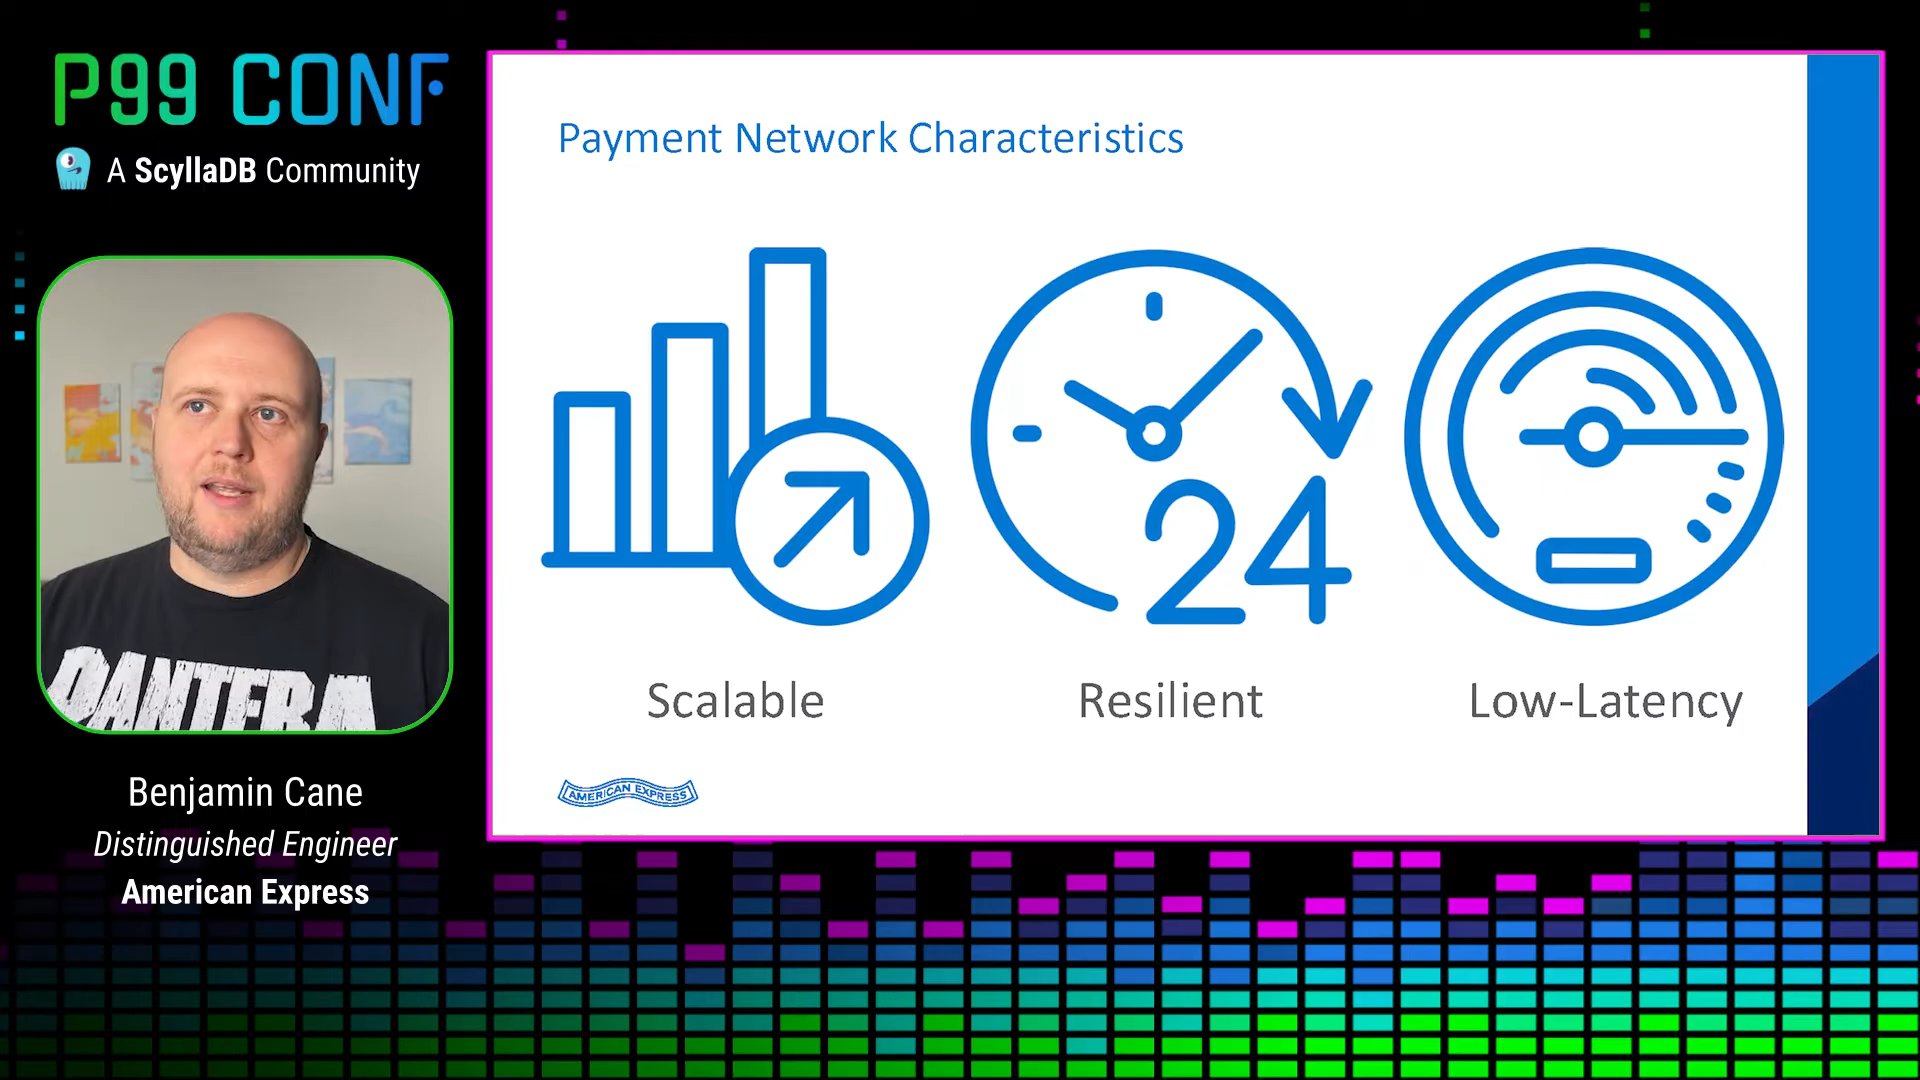 P99 CONF
A ScyllaDB Community
PANTERA
Benjamin Cane
Distinguished Engineer
American Express
Payment Network Characteristics
24
Scalable
Resilient
Low-Latency
AMERICAN EXPRESS